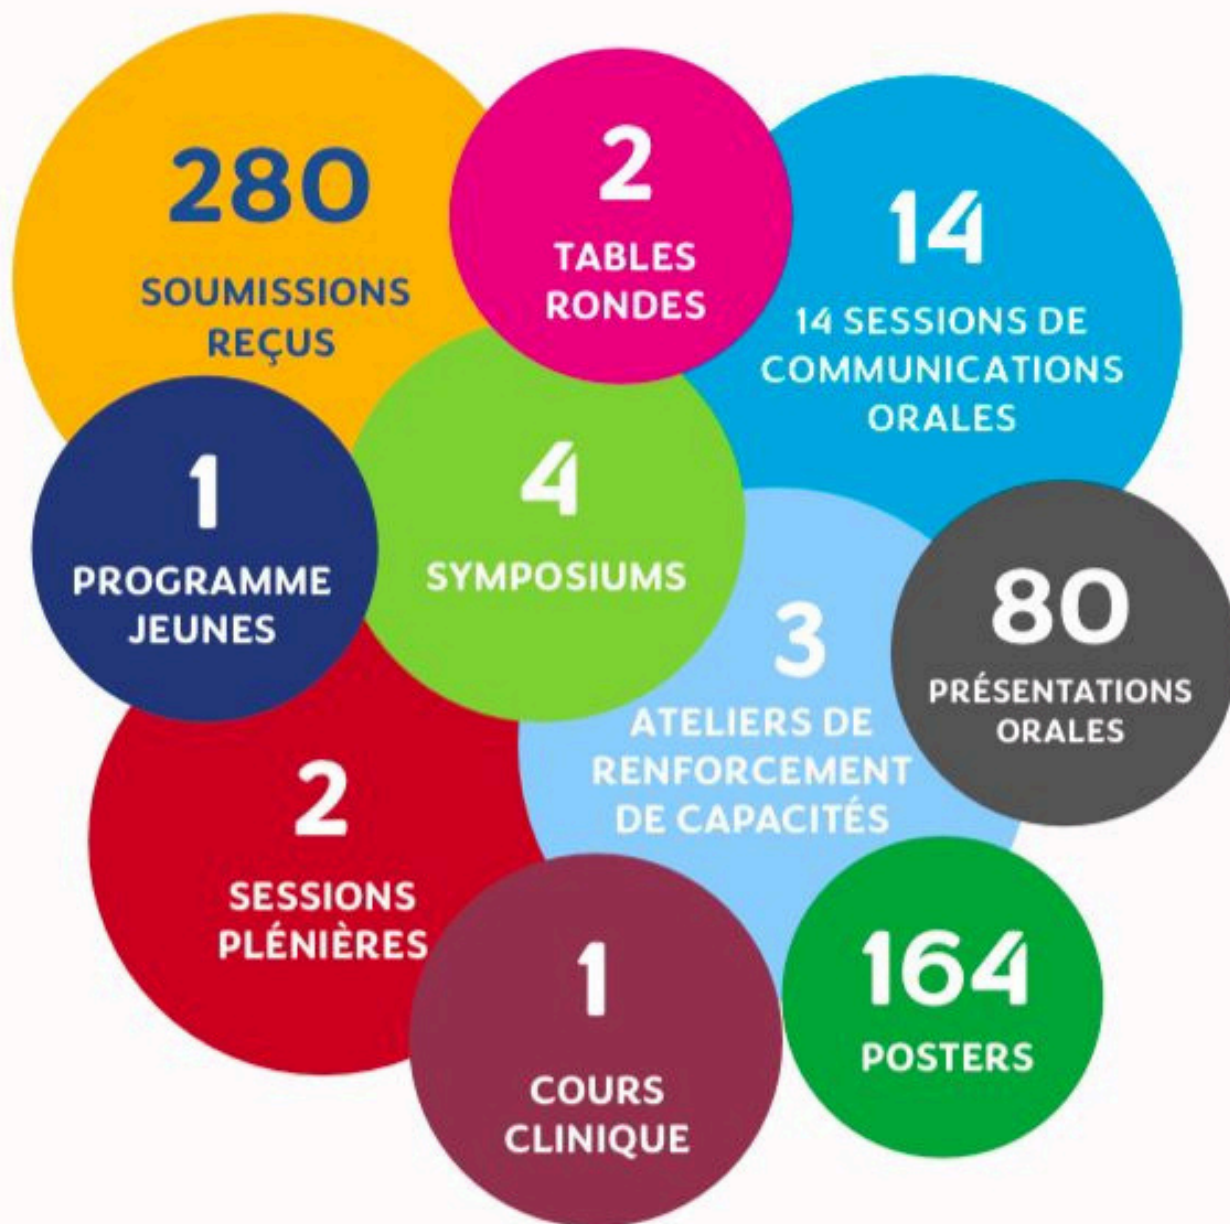 280
SOUMISSIONS
REÇUS
2
TABLES
RONDES
14
14 SESSIONS DE
COMMUNICATIONS
ORALES
1
PROGRAMME
JEUNES
4
SYMPOSIUMS
3
ATELIERS DE
RENFORCEMENT
DE CAPACITÉS
80
PRÉSENTATIONS
ORALES
2
SESSIONS
PLÉNIÈRES
1
COURS
CLINIQUE
164
POSTERS